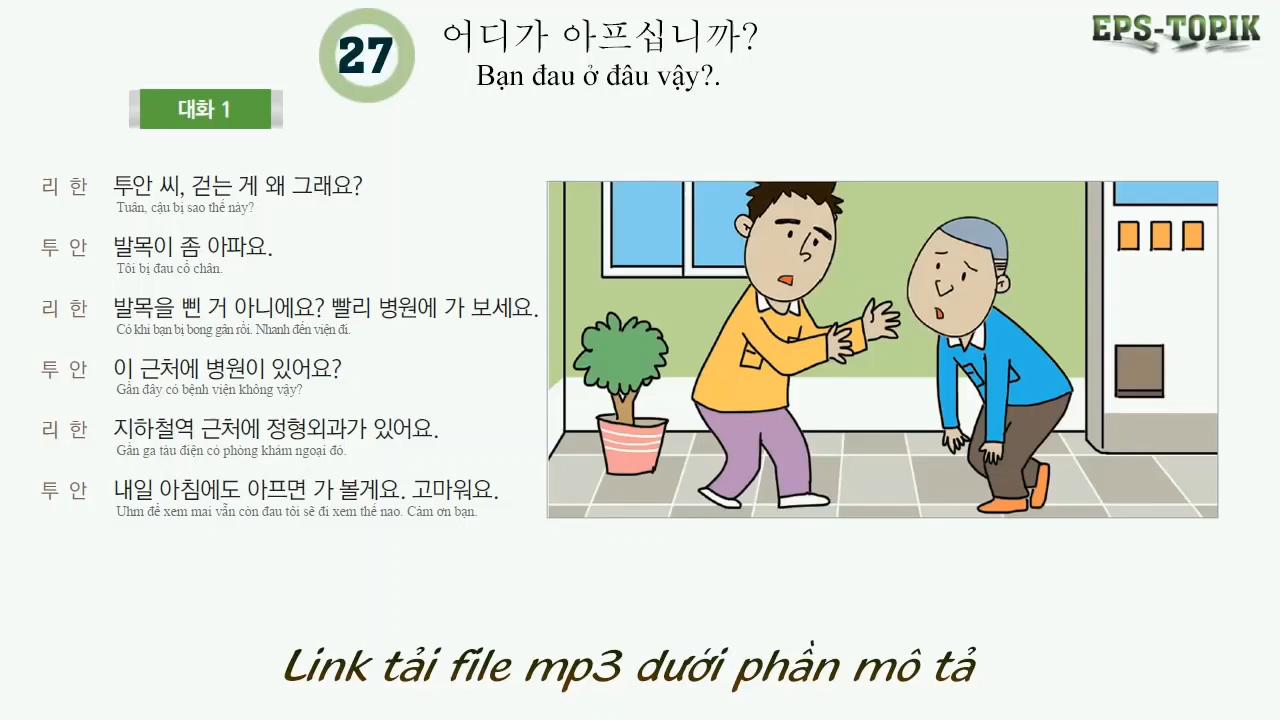 27
어디가 아프십니까?
Bạn đau ở đâu vậy?.
EPS-TOPIK
대화 1
리 한 투안 씨, 걷는 게 왜 그래요?
Tuân, cậu bị sao thế này?
투 안 발목이 좀 아파요.
Tôi bị đau cổ chân.
리 한 발목을 삔 거 아니에요? 빨리 병원에 가 보세요.
Có khi bạn bị bong gân rồi. Nhanh đến viện đi.
투 안 이 근처에 병원이 있어요?
Gần đây có bệnh viện không vậy?
리 한 지하철역 근처에 정형외과가 있어요.
Gần ga tàu điện có phòng khám ngoại đó.
투 안 내일 아침에도 아프면 가 볼게요. 고마워요.
Uhm để xem mai vẫn còn đau tôi sẽ đi xem thế nao. Cảm ơn bạn.
Link tải file mp3 dưới phần mô tả